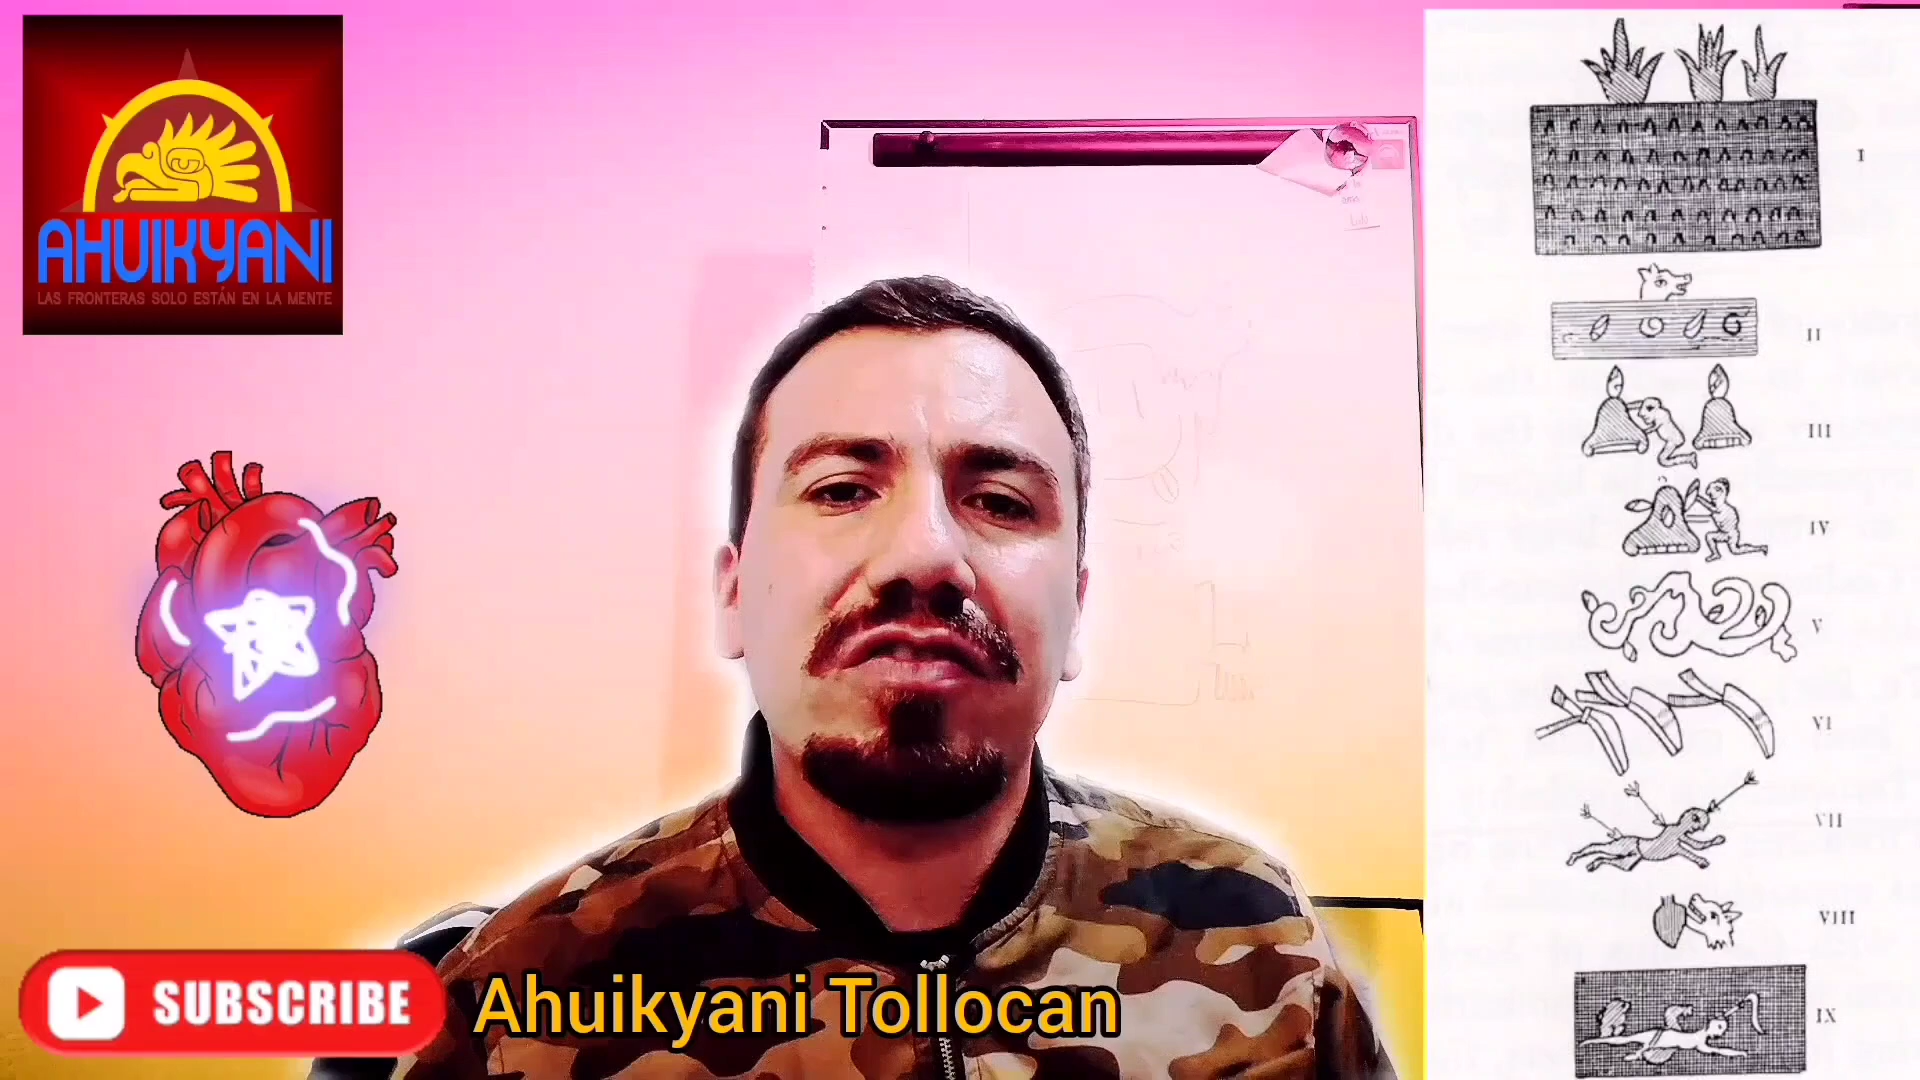 AHUIKYANI
LAS FRONTERAS SOLO ESTÁN EN LA MENTE
SUBSCRIBE
Ahuikyani Tollocan
I
II
III
IV
V
VI
VII
VIII
IX